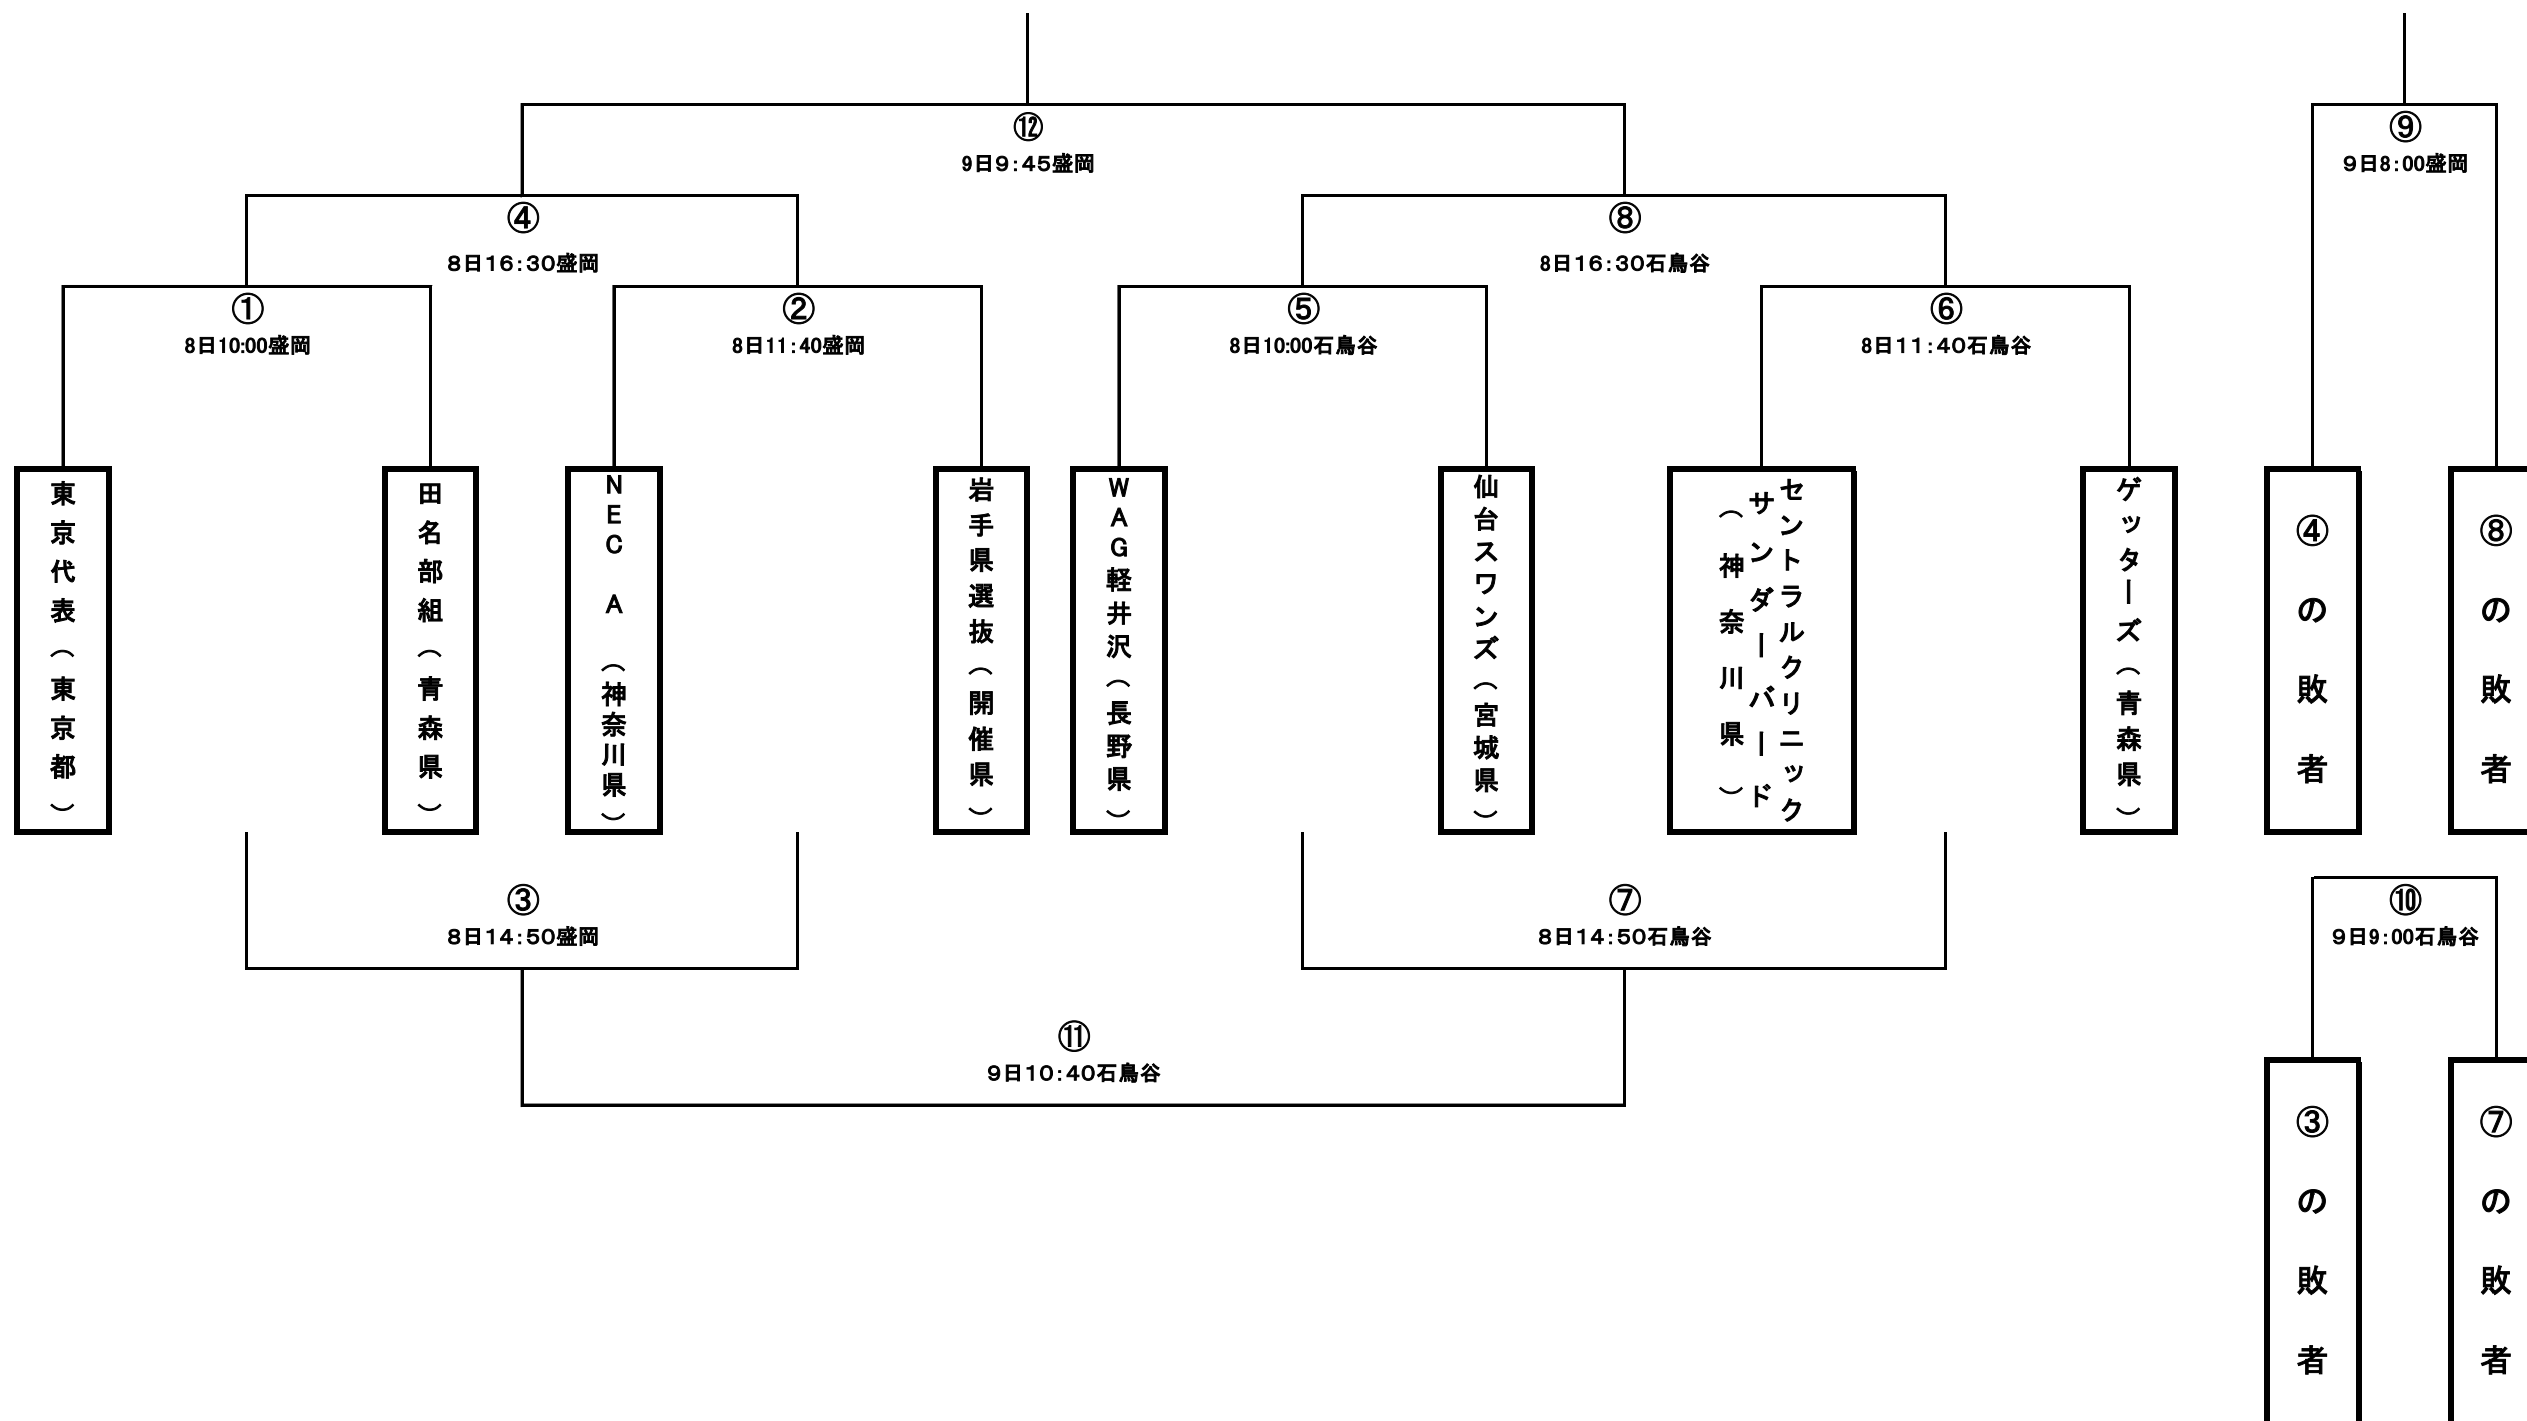 ⑫
9日9:45盛岡
⑨
9日8:00盛岡
④
8日16:30盛岡
⑧
8日16:30石鳥谷
①
8日10:00盛岡
②
8日11:40盛岡
⑤
8日10:00石鳥谷
⑥
8日11:40石鳥谷
東京代表（東京都）
田名部組（青森県）
NEC A （神奈川県）
岩手県選抜（開催県）
WAG軽井沢（長野県）
仙台スワンズ（宮城県）
セントラルクリニック
サンダーバード
（神奈川県）
ゲッターズ（青森県）
④の敗者
⑧の敗者
③
8日14:50盛岡
⑦
8日14:50石鳥谷
⑩
9日9:00石鳥谷
⑪
9日10:40石鳥谷
③の敗者
⑦の敗者